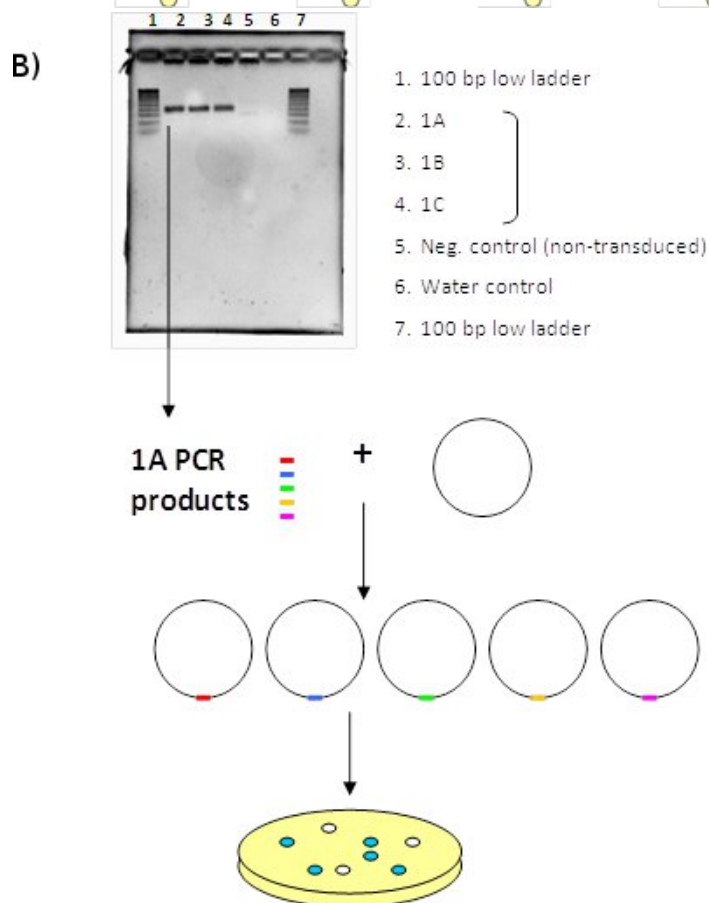 1 2 3 4 5 6 7
B)
1. 100 bp low ladder
2. 1A
3. 1B
4. 1C
5. Neg. control (non-transduced)
6. Water control
7. 100 bp low ladder
1A PCR
products
+